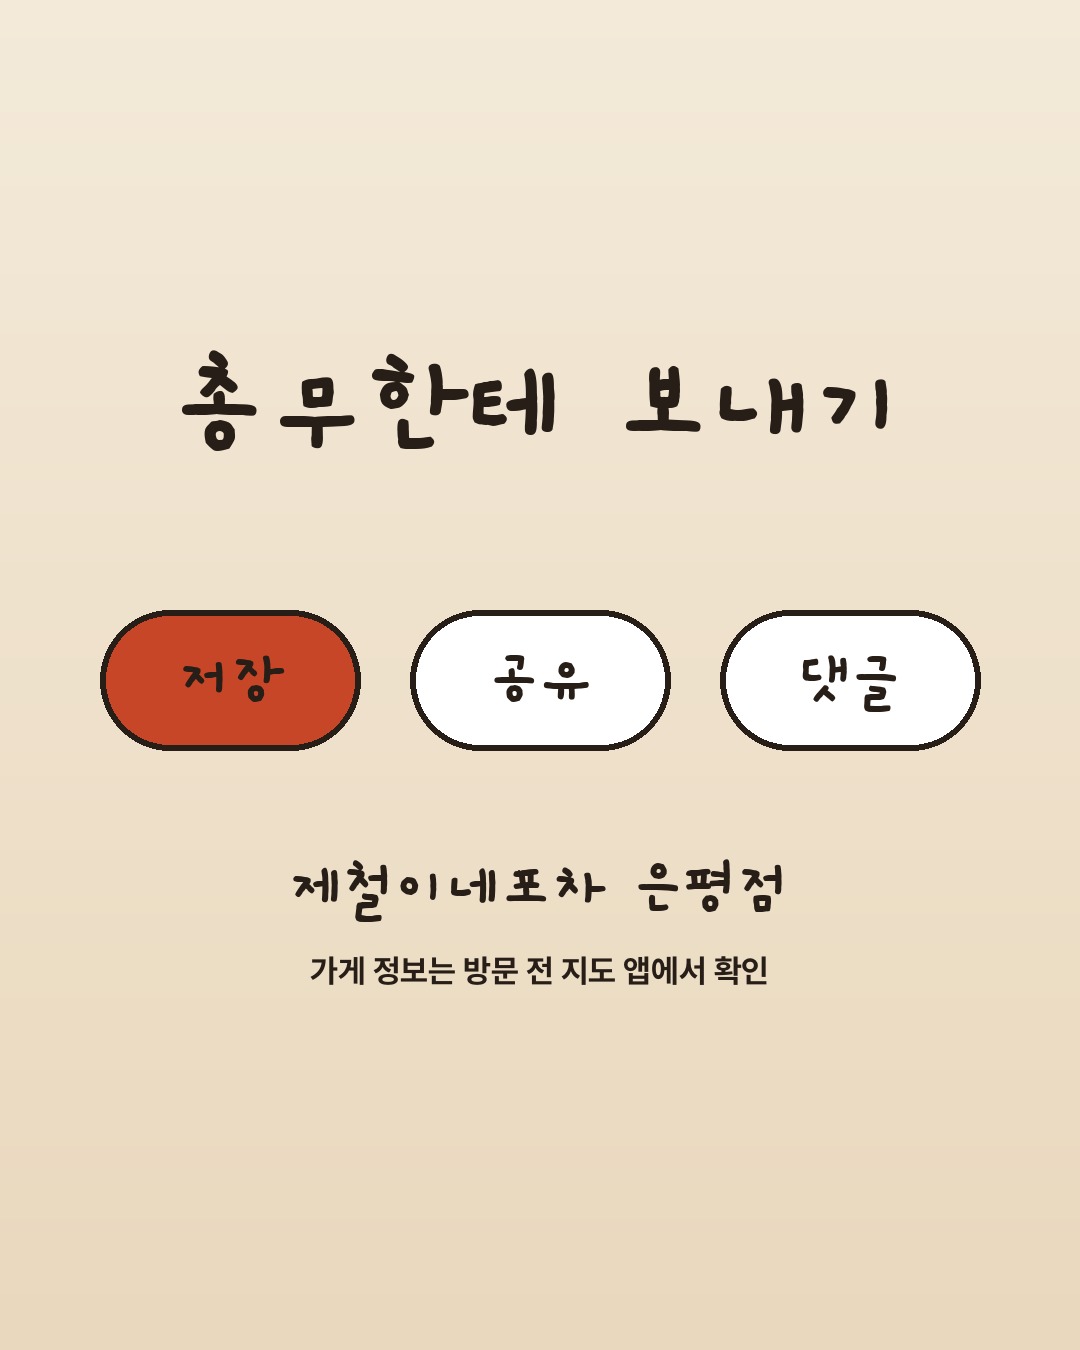 총무한테 보내기
저장 공유 댓글
제철이네포차 은평점
가게 정보는 방문 전 지도 앱에서 확인